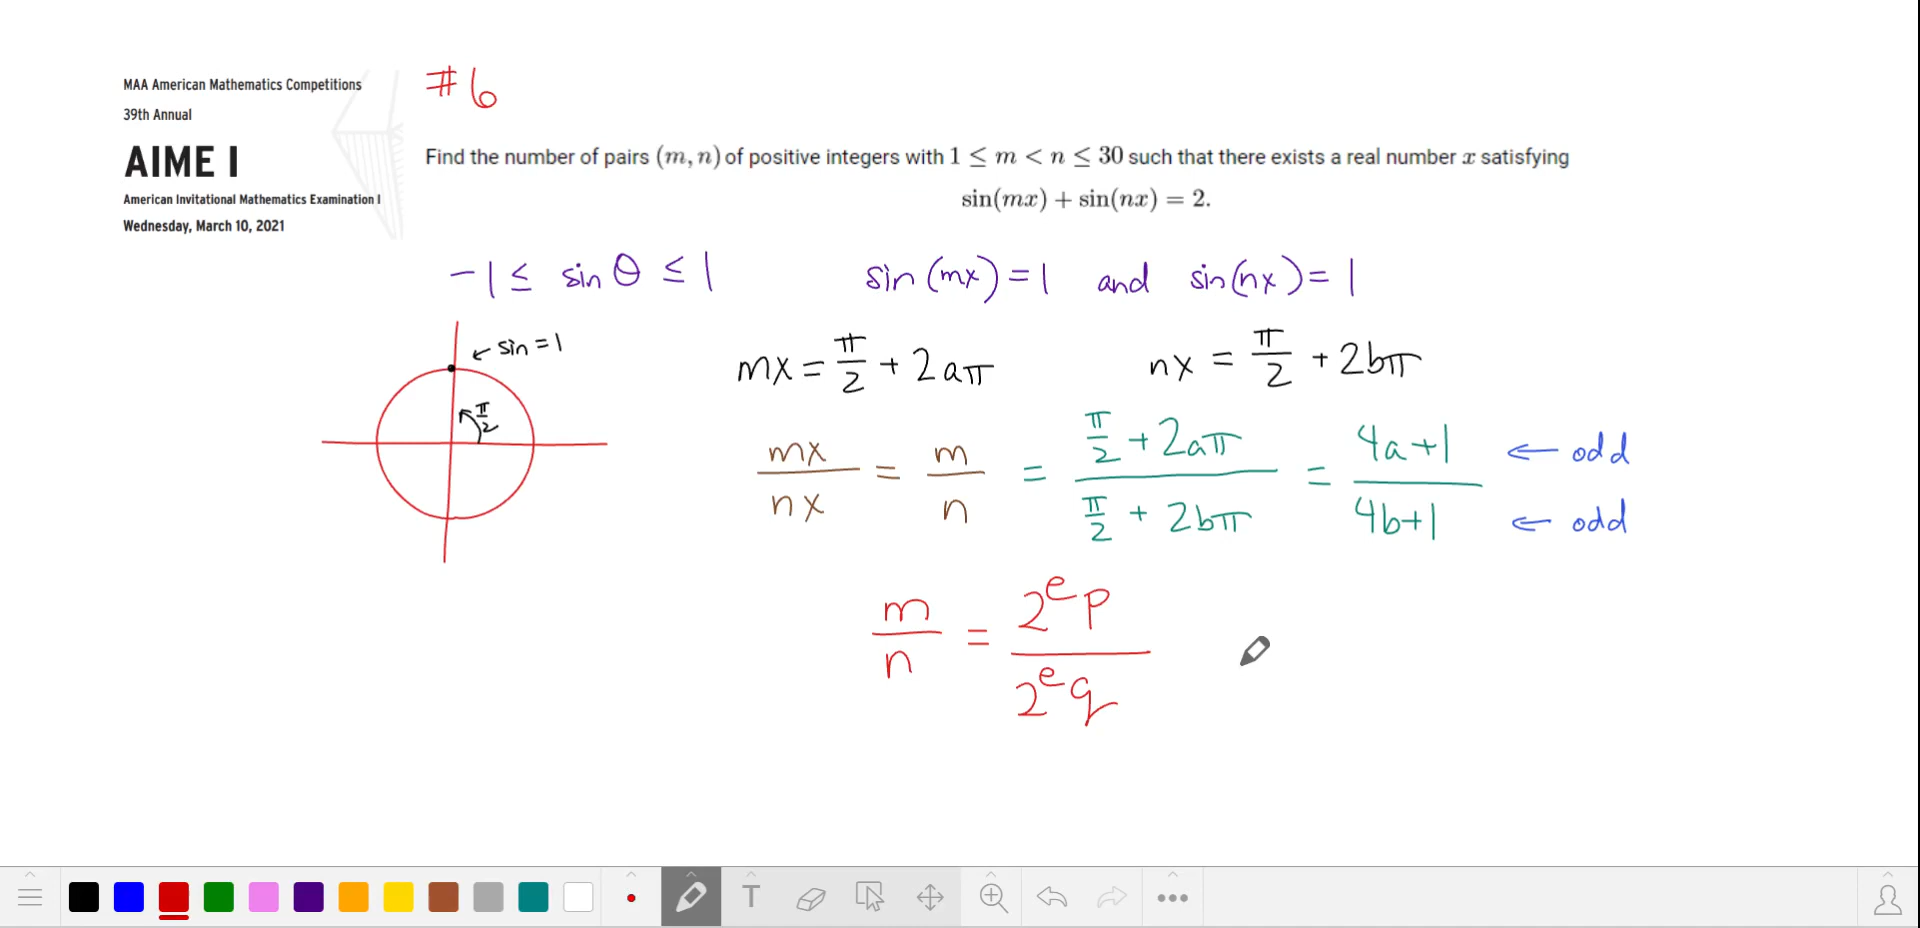 MAA American Mathematics Competitions
39th Annual
AIME I
American Invitational Mathematics Examination I
Wednesday, March 10, 2021
#6
Find the number of pairs (m, n) of positive integers with 1 ≤ m < n ≤ 30 such that there exists a real number x satisfying
sin(mx) + sin(nx) = 2.
-1 ≤ sin θ ≤ 1
sin(mx) = 1 and sin(nx) = 1
← sin = 1
π/2
mx = π/2 + 2aπ
nx = π/2 + 2bπ
mx/nx = m/n = (π/2 + 2aπ)/(π/2 + 2bπ) = (4a+1)/(4b+1)
← odd
← odd
m/n = 2^e p / 2^e q
T